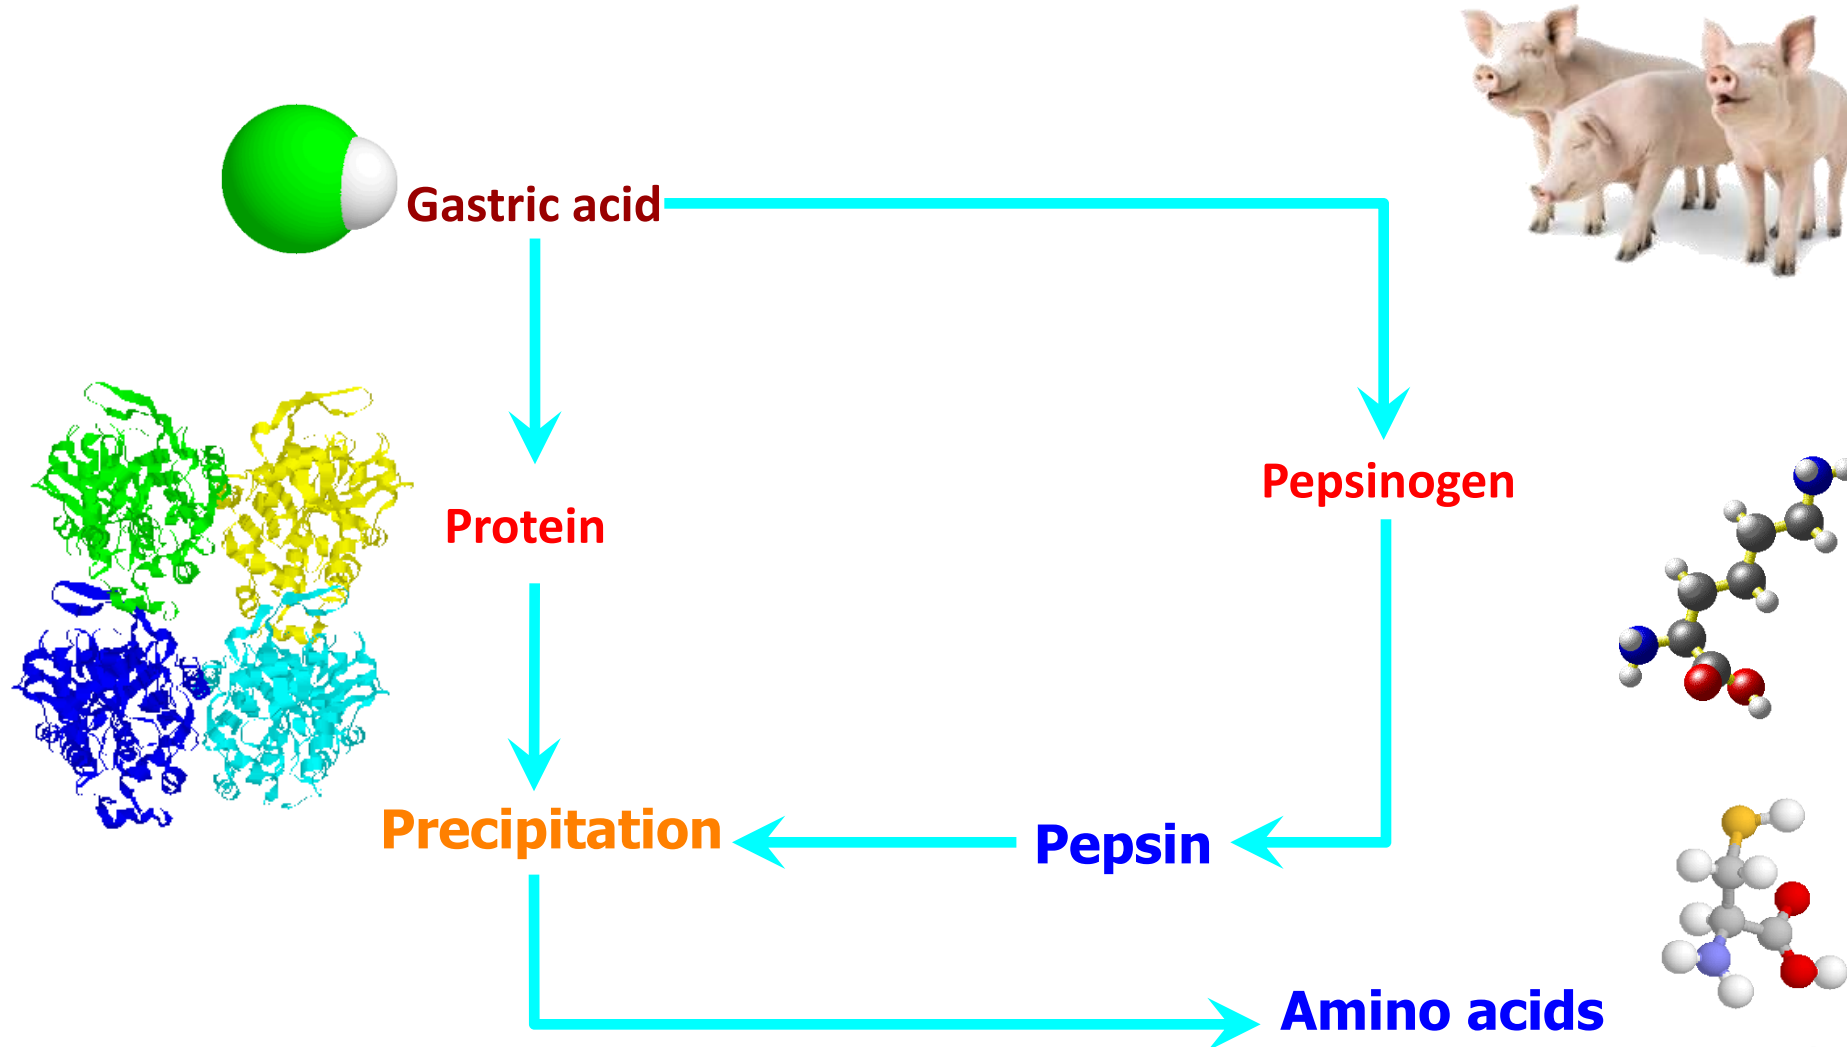 Gastric acid
Pepsinogen
Protein
Precipitation
Pepsin
Amino acids